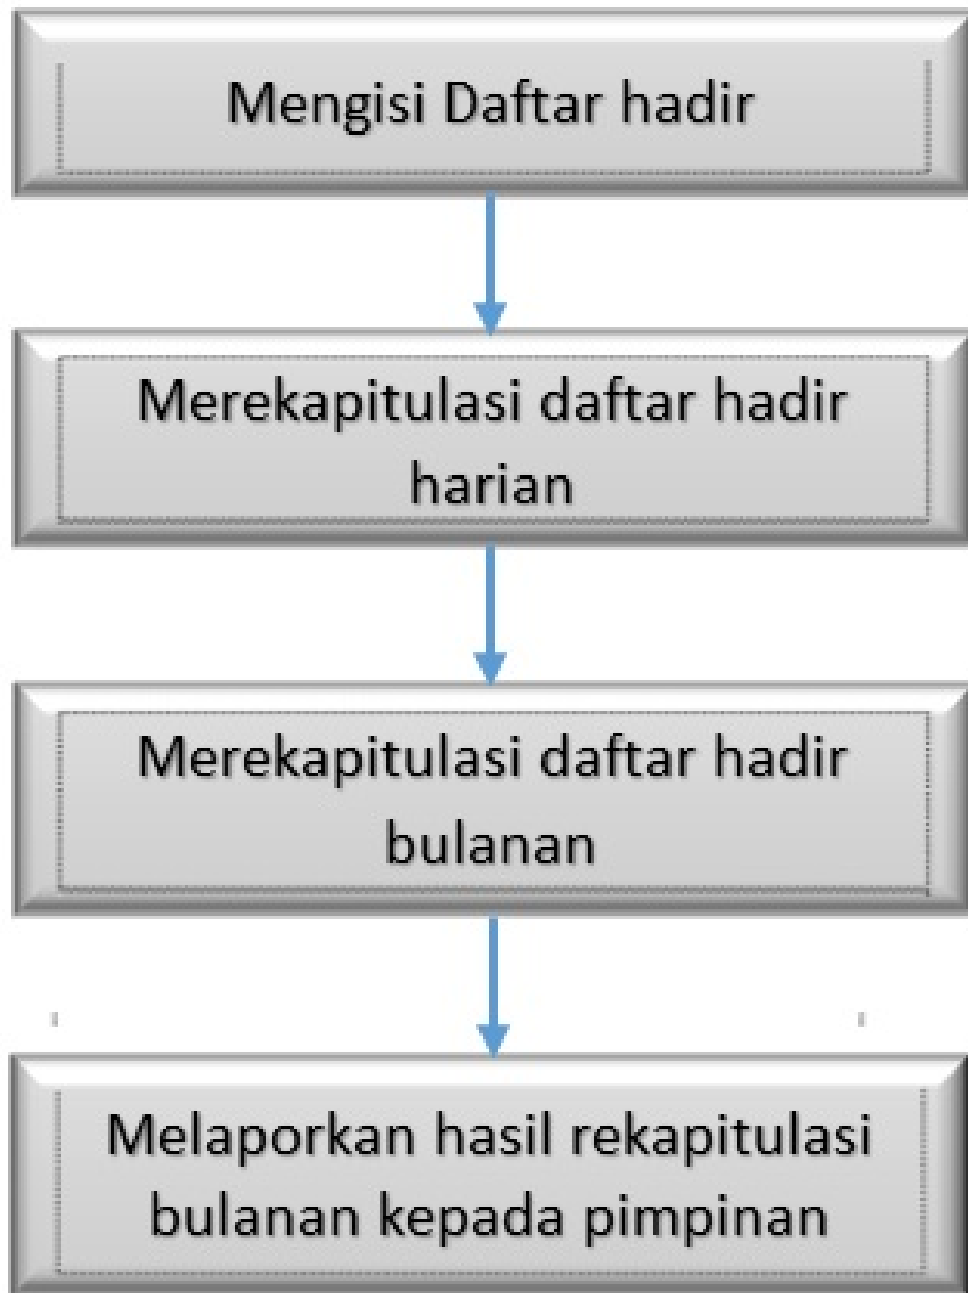 Mengisi Daftar hadir
Merekapitulasi daftar hadir
harian
Merekapitulasi daftar hadir
bulanan
Melaporkan hasil rekapitulasi
bulanan kepada pimpinan